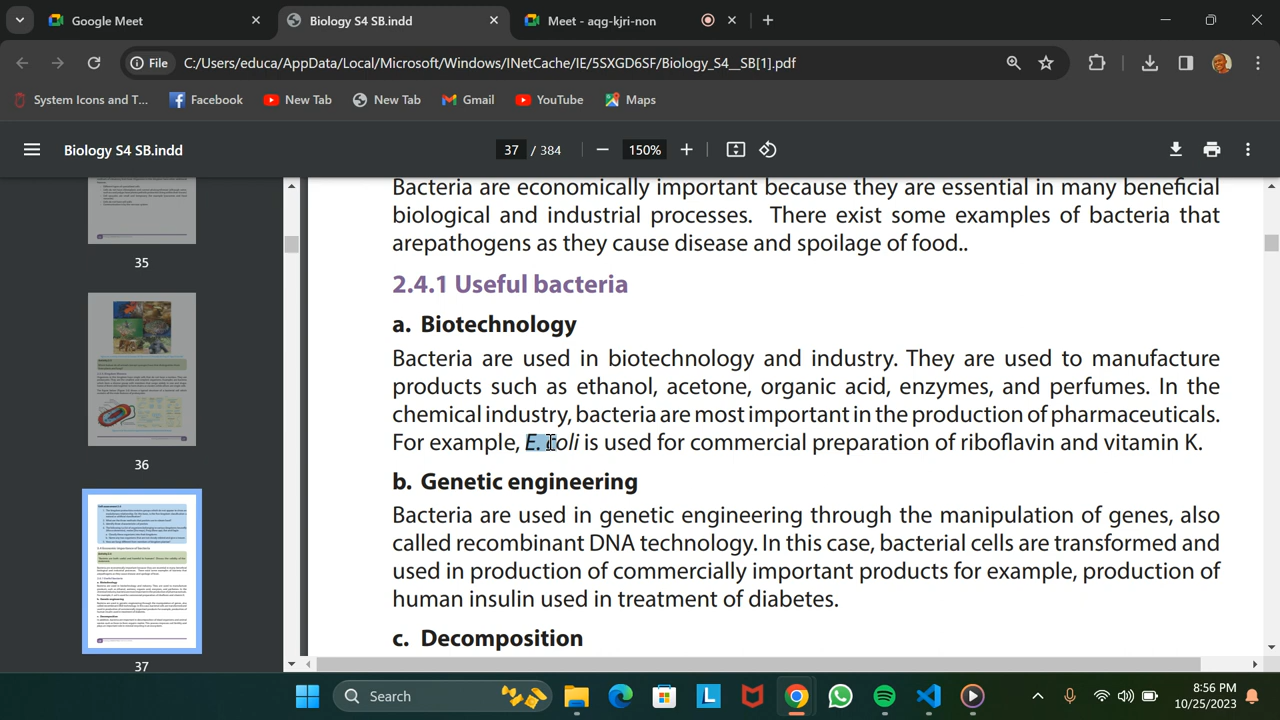 Google Meet
Biology S4 SB.indd
Meet - aqg-kjri-non
File
C:/Users/educa/AppData/Local/Microsoft/Windows/INetCache/IE/5SXGD6SF/Biology_S4__SB[1].pdf
System Icons and T...
Facebook
New Tab
New Tab
Gmail
YouTube
Maps
Biology S4 SB.indd
37 / 384
150%
35
36
37
Bacteria are economically important because they are essential in many beneficial
biological and industrial processes. There exist some examples of bacteria that
arepathogens as they cause disease and spoilage of food..
2.4.1 Useful bacteria
a. Biotechnology
Bacteria are used in biotechnology and industry. They are used to manufacture
products such as ethanol, acetone, organic acid, enzymes, and perfumes. In the
chemical industry, bacteria are most important in the production of pharmaceuticals.
For example, E. coli is used for commercial preparation of riboflavin and vitamin K.
b. Genetic engineering
Bacteria are used in genetic engineering through the manipulation of genes, also
called recombinant DNA technology. In the case, bacterial cells are transformed and
used in production of commercially important products for example, production of
human insulin used in treatment of diabetes.
c. Decomposition
Search
8:56 PM
10/25/2023